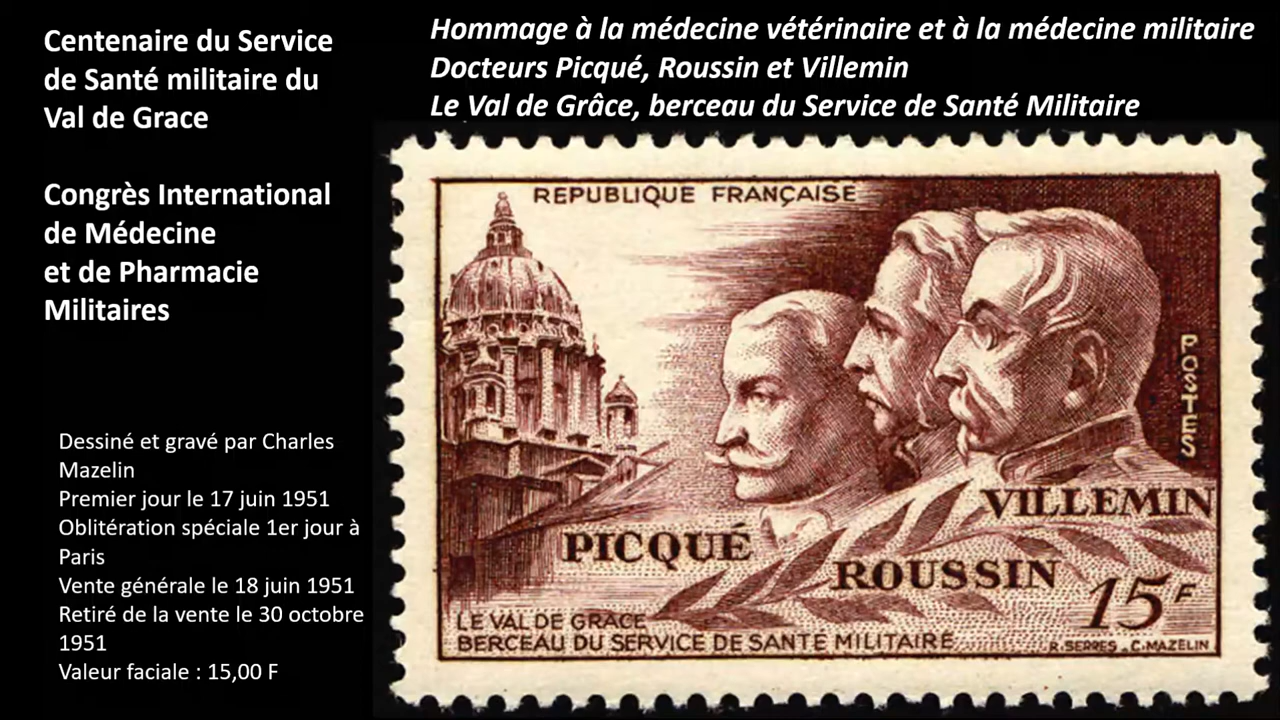 Centenaire du Service
de Santé militaire du
Val de Grace
Congrès International
de Médecine
et de Pharmacie
Militaires
Dessiné et gravé par Charles
Mazelin
Premier jour le 17 juin 1951
Oblitération spéciale 1er jour à
Paris
Vente générale le 18 juin 1951
Retiré de la vente le 30 octobre
1951
Valeur faciale : 15,00 F
Hommage à la médecine vétérinaire et à la médecine militaire
Docteurs Picqué, Roussin et Villemin
Le Val de Grâce, berceau du Service de Santé Militaire
REPUBLIQUE FRANÇAISE
POSTES
VILLEMIN
PICQUÉ
ROUSSIN
15F
LE VAL DE GRACE
BERCEAU DU SERVICE DE SANTÉ MILITAIRE
R. SERRES - C. MAZELIN